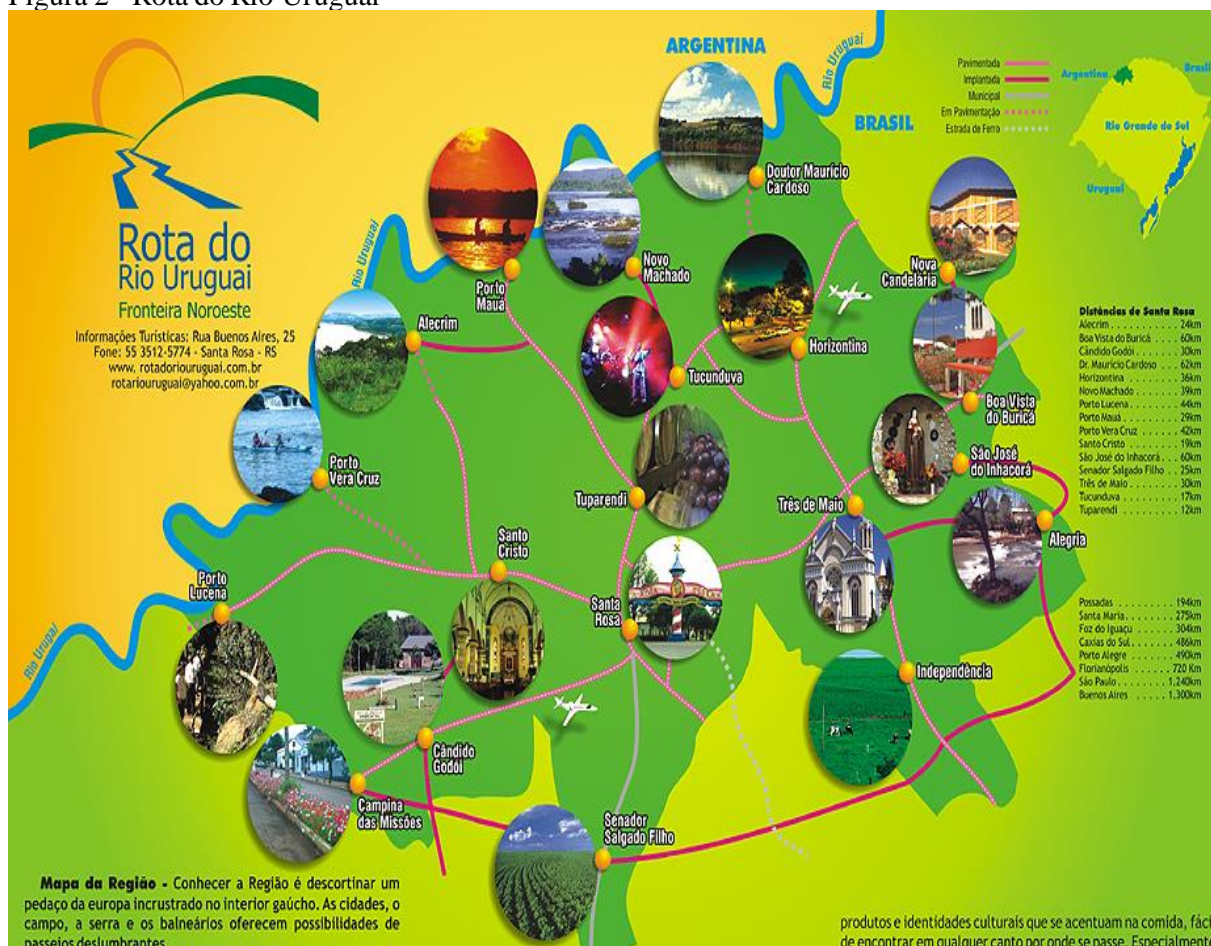 Figura 2 - Rota do Rio Uruguai
ARGENTINA
Rio Uruguai
BRASIL
Pavimentada
Implantada
Municipal
Em Pavimentação
Estrada de Ferro
Argentina
Brasil
Rio Grande de Sul
Uruguai
Rota do
Rio Uruguai
Fronteira Noroeste
Informações Turísticas: Rua Buenos Aires, 25
Fone: 55 3512-5774 - Santa Rosa - RS
www. rotadoriouruguai.com.br
rotariouruguai@yahoo.com.br
Rio Uruguai
Doutor Maurício
Cardoso
Porto
Mauá
Novo
Machado
Nova
Candelária
Alecrim
Horizontina
Tucunduva
Boa Vista
do Buricá
Porto
Vera Cruz
São José
do Inhacorá
Tuparendi
Três de Maio
Alegria
Santo
Cristo
Porto
Lucena
Santa
Rosa
Rio Uruguai
Independência
Cândido
Godói
Campina
das Missões
Senador
Salgado Filho
Distâncias de Santa Rosa
Alecrim . . . . . . . . . . . . 24km
Boa Vista do Buricá . . . 60km
Cândido Godói . . . . . . . 30km
Dr. Mauricio Cardoso . . . 62km
Horizontina . . . . . . . . . 36km
Novo Machado . . . . . . . 39km
Porto Lucena . . . . . . . . 44km
Porto Mauá . . . . . . . . . 29km
Porto Vera Cruz . . . . . . 42km
Santo Cristo . . . . . . . . 19km
São José do Inhacorá . . . 60km
Senador Salgado Filho . . 25km
Três de Maio . . . . . . . . 30km
Tucunduva . . . . . . . . . 17km
Tuparendi . . . . . . . . . . 12km
Possadas . . . . . . . . . . 194km
Santa Maria . . . . . . . . 275km
Foz do Iguaçu . . . . . . . 304km
Caxias do Sul . . . . . . . 486km
Porto Alegre . . . . . . . . 490km
Florianópolis . . . . . . . 720 Km
São Paulo . . . . . . . . . 1.240km
Buenos Aires . . . . . 1.300km
Mapa da Região - Conhecer a Região é descortinar um
pedaço da europa incrustrado no interior gaúcho. As cidades, o
campo, a serra e os balneários oferecem possibilidades de
passeios deslumbrantes
produtos e identidades culturais que se acentuam na comida, fáci
de encontrar em qualquer canto por onde se passe. Especialmente